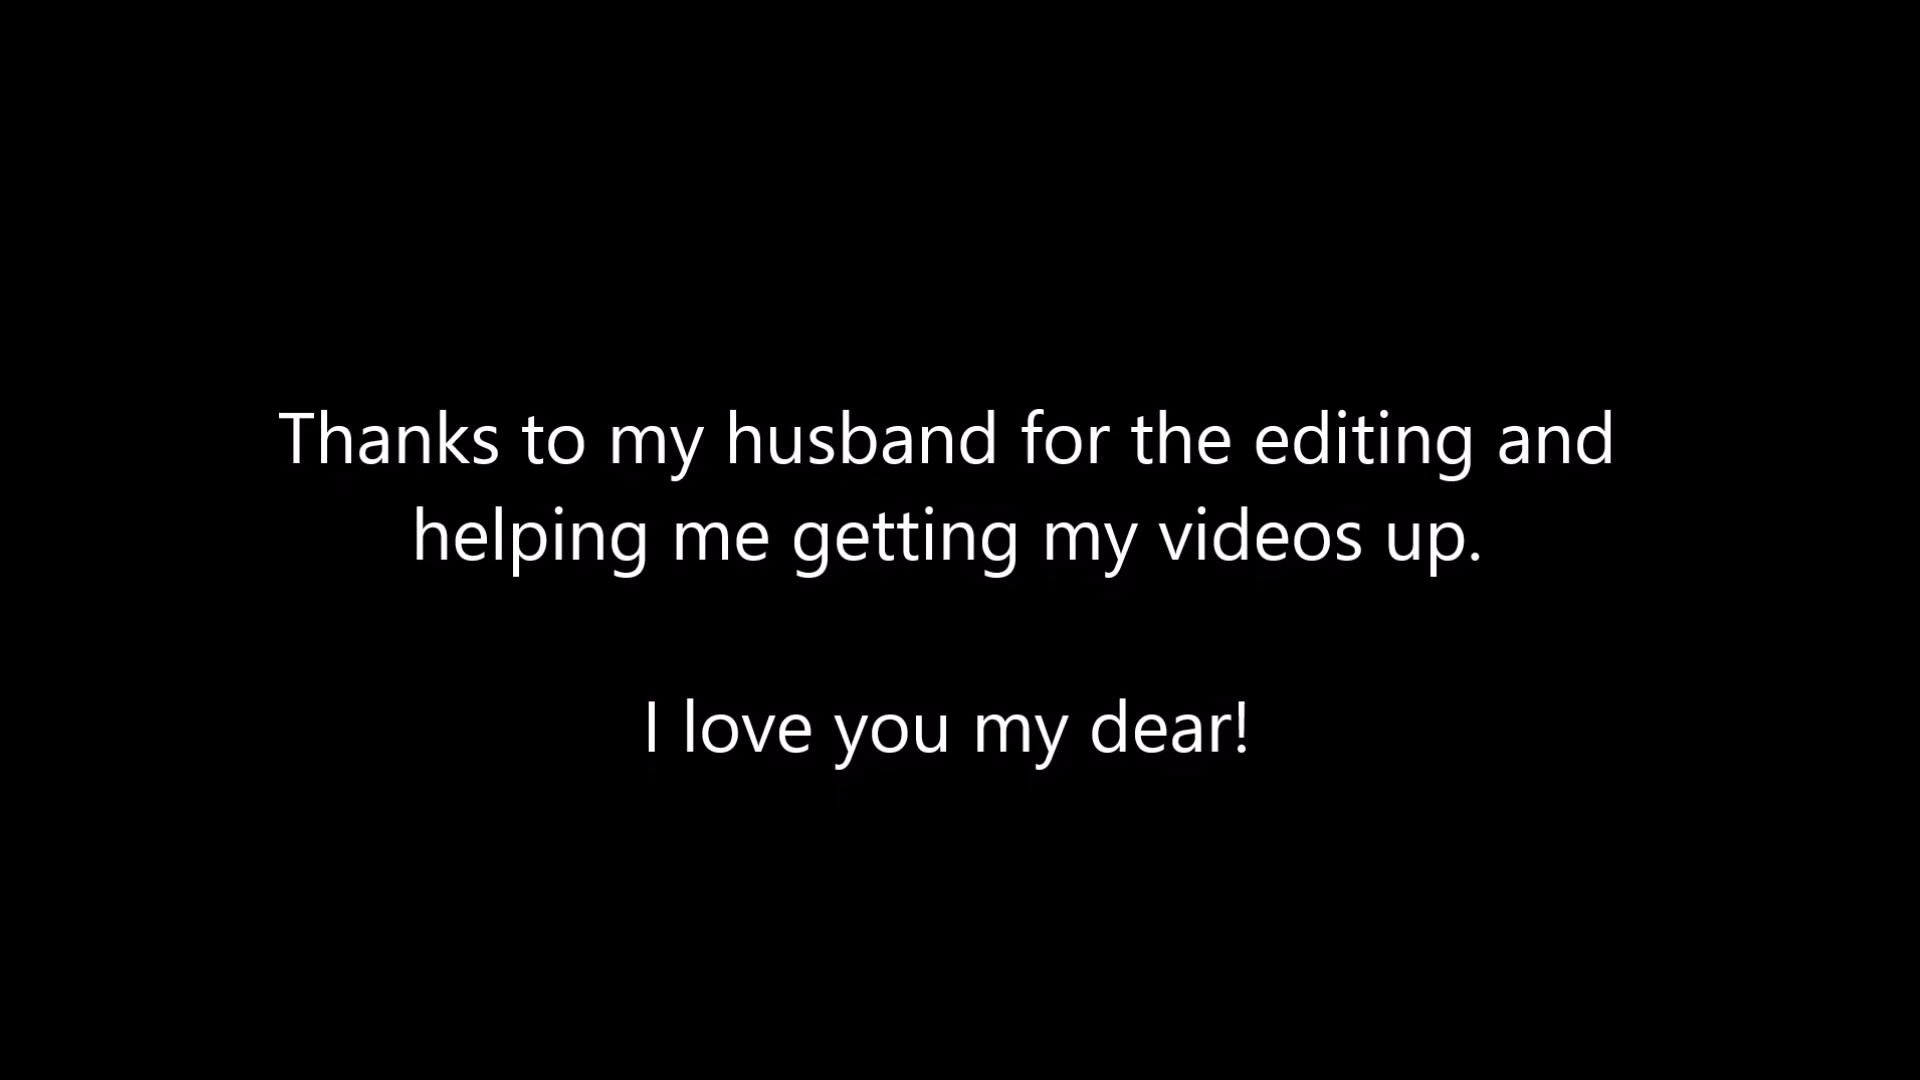 Thanks to my husband for the editing and
helping me getting my videos up.
I love you my dear!